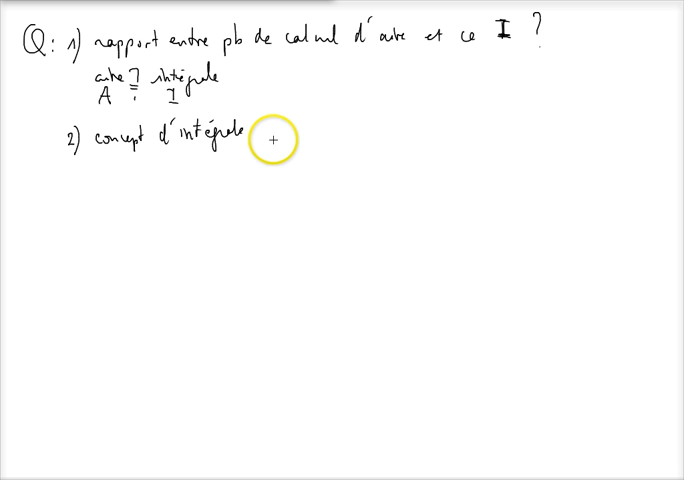 Q: 1) rapport entre pb de calcul d'aire et ce I ?
aire ?= intégrale
A I
2) concept d'intégrale